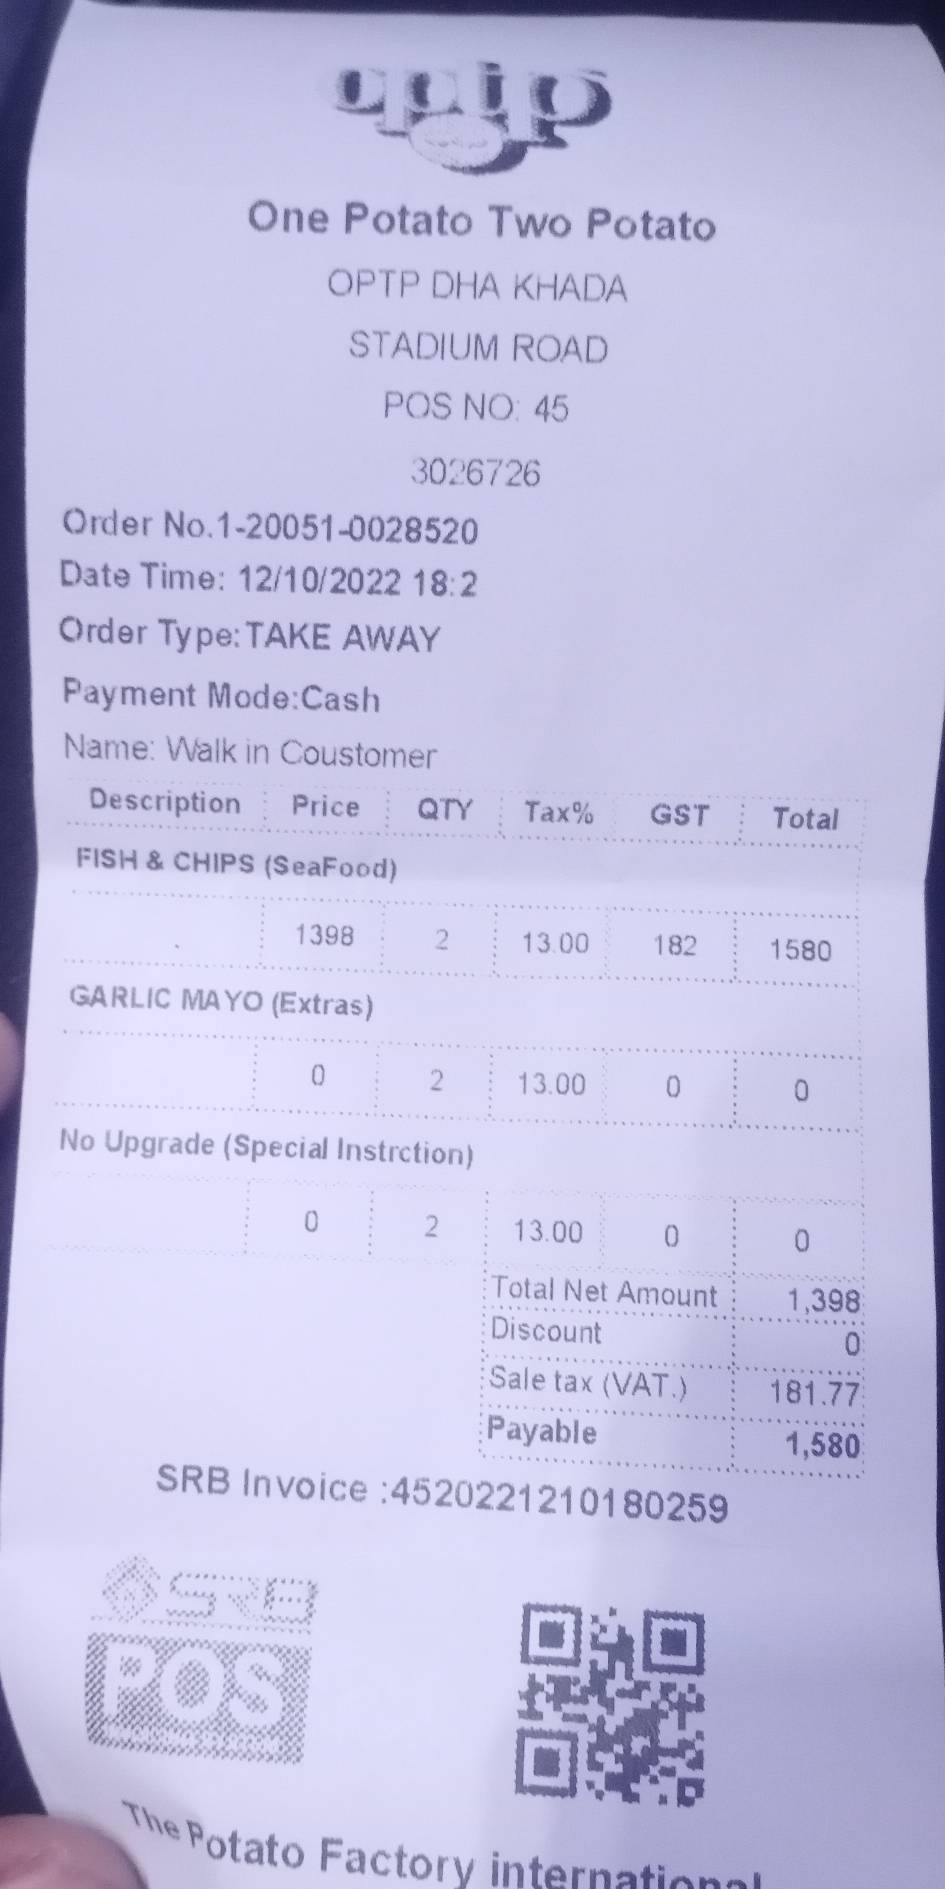 optp
One Potato Two Potato
OPTP DHA KHADA
STADIUM ROAD
POS NO: 45
3026726
Order No.1-20051-0028520
Date Time: 12/10/2022 18:2
Order Type:TAKE AWAY
Payment Mode:Cash
Name: Walk in Coustomer
Description Price QTY Tax% GST Total
FISH & CHIPS (SeaFood)
1398 2 13.00 182 1580
GARLIC MAYO (Extras)
0 2 13.00 0 0
No Upgrade (Special Instrction)
0 2 13.00 0 0
Total Net Amount 1,398
Discount 0
Sale tax (VAT.) 181.77
Payable 1,580
SRB Invoice :4520221210180259
SRB
POS
The Potato Factory international